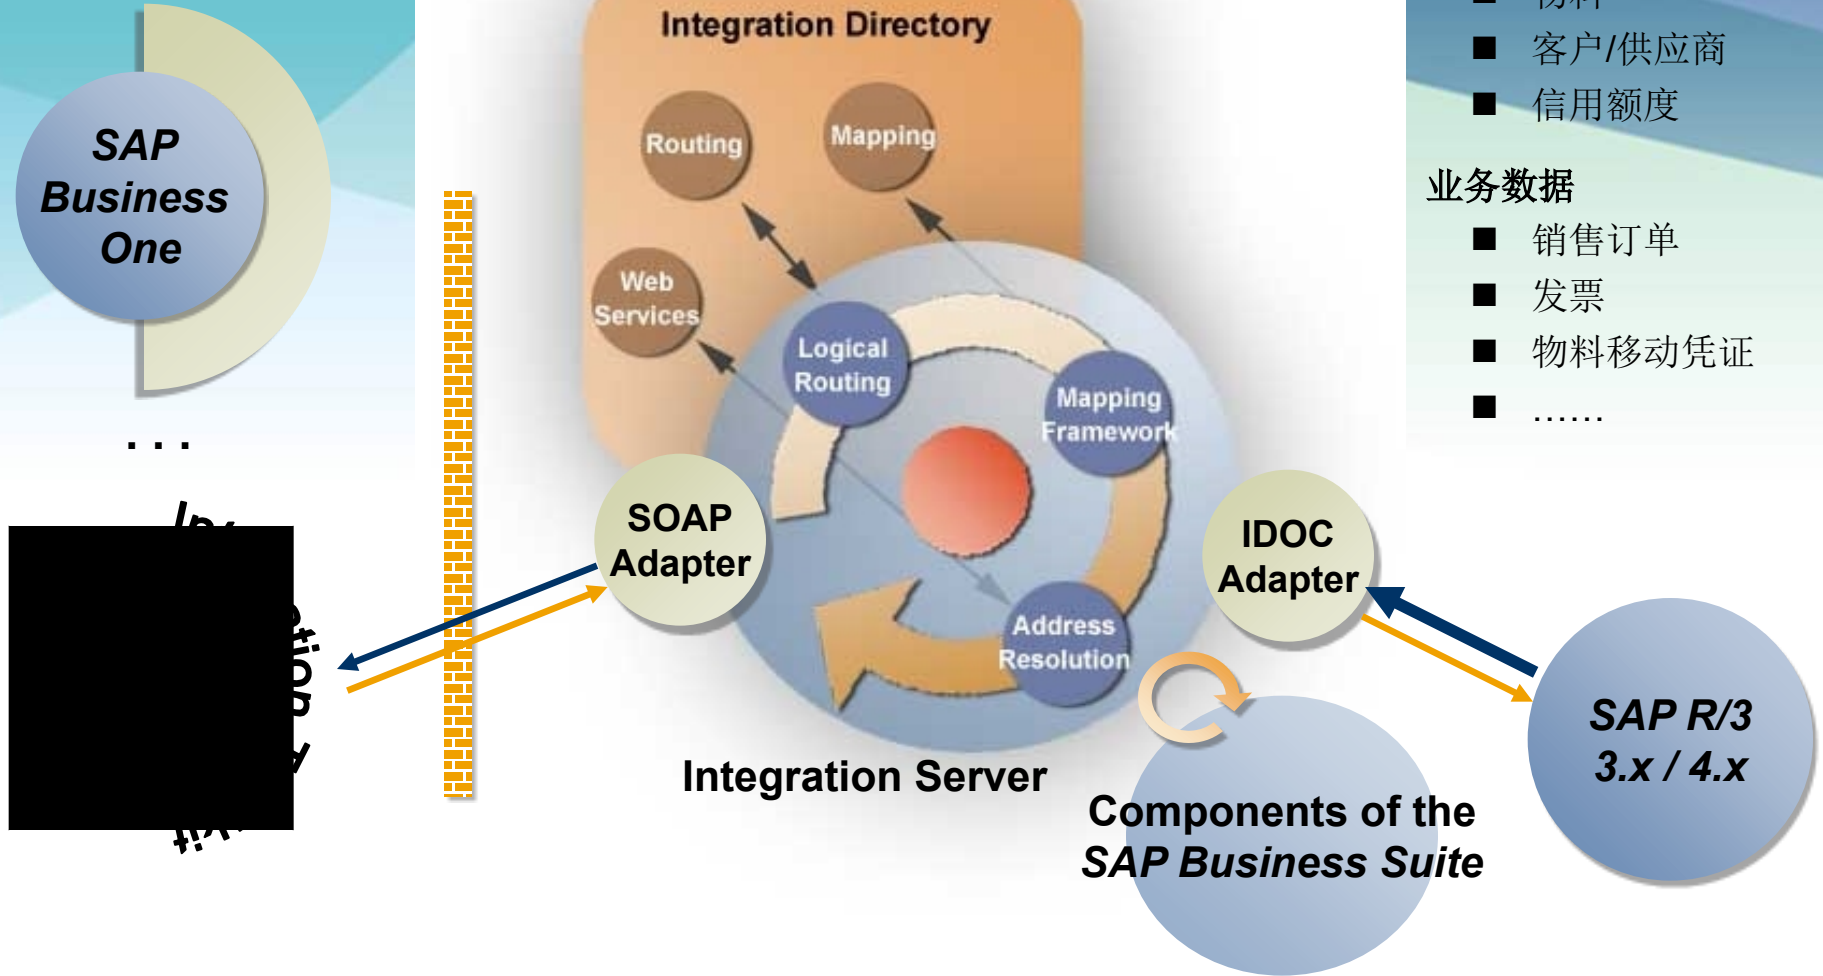 Integration Directory
Routing
Mapping
Web
Services
Logical
Routing
Mapping
Framework
Address
Resolution
SAP
Business
One
. . .
SOAP
Adapter
IDOC
Adapter
Integration Server
Components of the
SAP Business Suite
SAP R/3
3.x / 4.x
■ 客户/供应商
■ 信用额度
业务数据
■ 销售订单
■ 发票
■ 物料移动凭证
■ ......